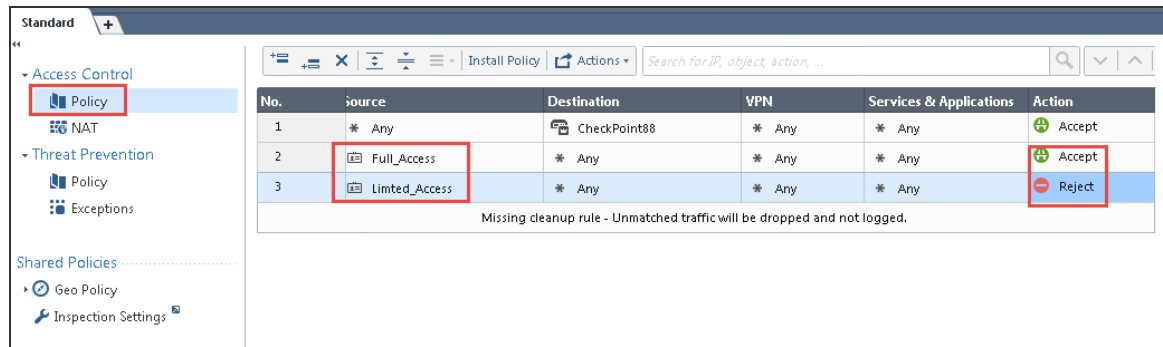 Standard
+
Access Control
Policy
NAT
Threat Prevention
Policy
Exceptions
Shared Policies
Geo Policy
Inspection Settings
Install Policy Actions Search for IP, object, action, ...
No. Source Destination VPN Services & Applications Action
1 * Any CheckPoint88 * Any * Any Accept
2 Full_Access * Any * Any * Any Accept
3 Limted_Access * Any * Any * Any Reject
Missing cleanup rule - Unmatched traffic will be dropped and not logged.